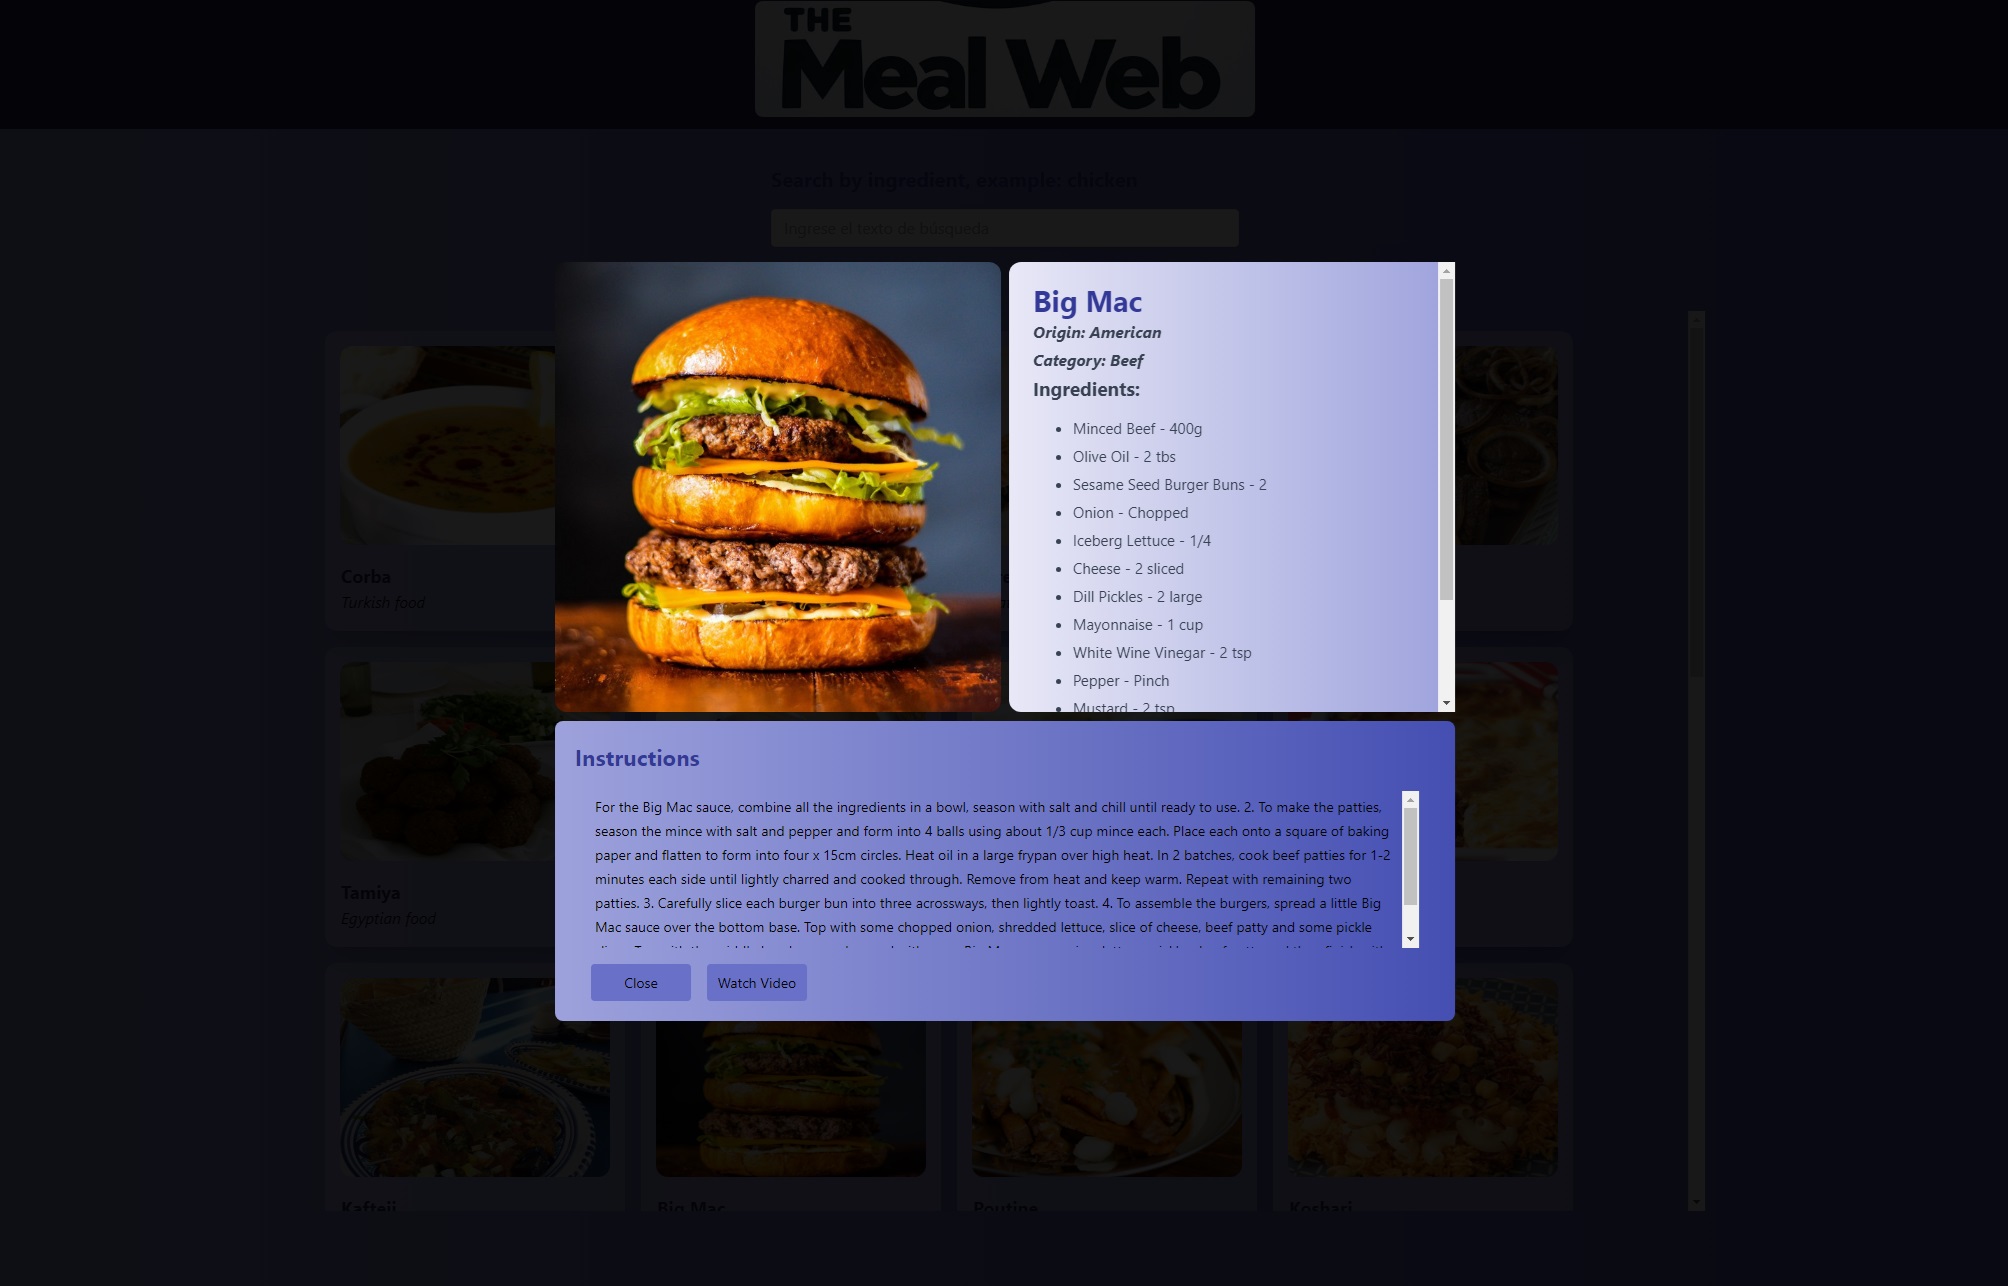 THE
Meal Web
Search by ingredient, example: chicken
Ingrese el texto de búsqueda
Big Mac
Origin: American
Category: Beef
Ingredients:
Minced Beef - 400g
Olive Oil - 2 tbs
Sesame Seed Burger Buns - 2
Onion - Chopped
Iceberg Lettuce - 1/4
Cheese - 2 sliced
Dill Pickles - 2 large
Mayonnaise - 1 cup
White Wine Vinegar - 2 tsp
Pepper - Pinch
Mustard - 2 tsp
Corba
Turkish food
Instructions
For the Big Mac sauce, combine all the ingredients in a bowl, season with salt and chill until ready to use. 2. To make the patties,
season the mince with salt and pepper and form into 4 balls using about 1/3 cup mince each. Place each onto a square of baking
paper and flatten to form into four x 15cm circles. Heat oil in a large frypan over high heat. In 2 batches, cook beef patties for 1-2
minutes each side until lightly charred and cooked through. Remove from heat and keep warm. Repeat with remaining two
patties. 3. Carefully slice each burger bun into three acrossways, then lightly toast. 4. To assemble the burgers, spread a little Big
Mac sauce over the bottom base. Top with some chopped onion, shredded lettuce, slice of cheese, beef patty and some pickle
Close
Watch Video
Tamiya
Egyptian food
Kafteji
Big Mac
Poutine
Koshari